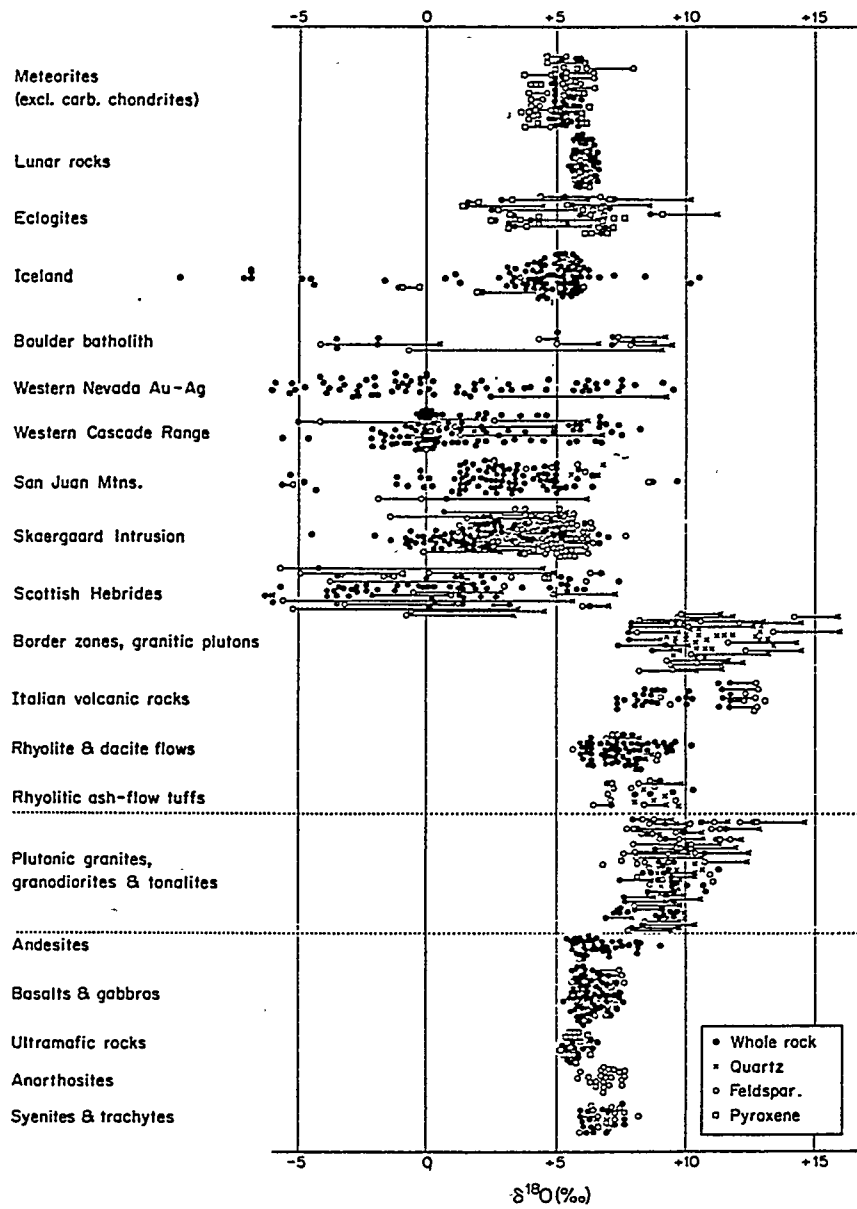 -5 0 +5 +10 +15
Meteorites
(excl. carb. chondrites)
Lunar rocks
Eclogites
Iceland
Boulder batholith
Western Nevada Au-Ag
Western Cascade Range
San Juan Mtns.
Skaergaard Intrusion
Scottish Hebrides
Border zones, granitic plutons
Italian volcanic rocks
Rhyolite & dacite flows
Rhyolitic ash-flow tuffs
Plutonic granites,
granodiorites & tonalites
Andesites
Basalts & gabbros
Ultramafic rocks
Anorthosites
Syenites & trachytes
Whole rock
Quartz
Feldspar.
Pyroxene
-5 0 +5 +10 +15
δ¹⁸O (‰)